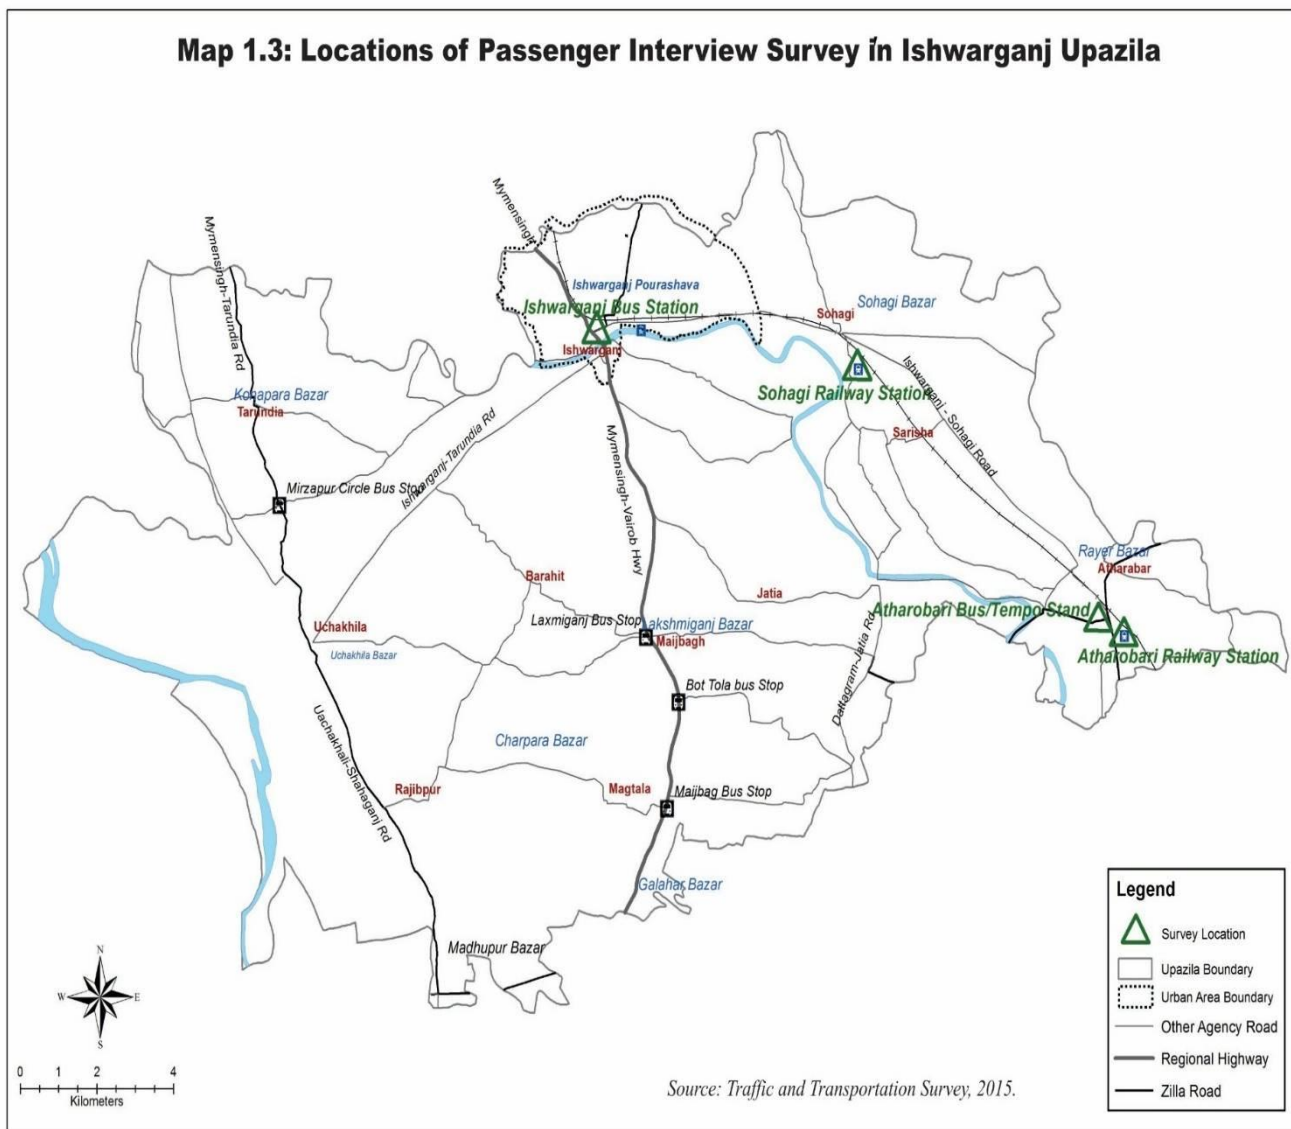 Map 1.3: Locations of Passenger Interview Survey in Ishwarganj Upazila
Mymensingh
Mymensingh-Tarundia Rd
Ishwarganj Pourashava
Ishwarganj Bus Station
Ishwarganj
Sohagi Bazar
Sohagi
Sohagi Railway Station
Ishwarganj - Sohagi Road
Konapara Bazar
Tarundia
Ishwarganj-Tarundia Rd
Mymensingh-Vairob Hwy
Sarisha
Mirzapur Circle Bus Stop
Rayer Bazar
Atharabar
Barahit
Jatia
Laxmiganj Bus Stop
Lakshmiganj Bazar
Maijbagh
Atharobari Bus/Tempo Stand
Atharobari Railway Station
Uchakhila
Uchakhila Bazar
Dattagram-Jatia Rd
Bot Tola bus Stop
Uachakhali-Shahaganj Rd
Charpara Bazar
Rajibpur
Magtala
Maijbag Bus Stop
Galahar Bazar
Madhupur Bazar
Legend
Survey Location
Upazila Boundary
Urban Area Boundary
Other Agency Road
Regional Highway
Zilla Road
N
W
E
S
0 1 2 4
Kilometers
Source: Traffic and Transportation Survey, 2015.